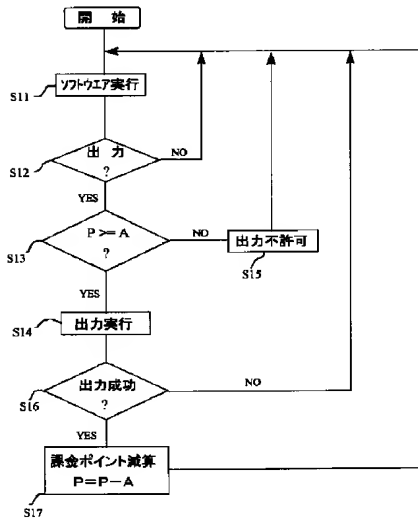 開 始
ソフトウエア実行
S11
出 力
?
NO
S12
YES
P >= A
?
NO
出力不許可
S13
S15
YES
出力実行
S14
出力成功
?
NO
S16
YES
課金ポイント減算
P=P-A
S17